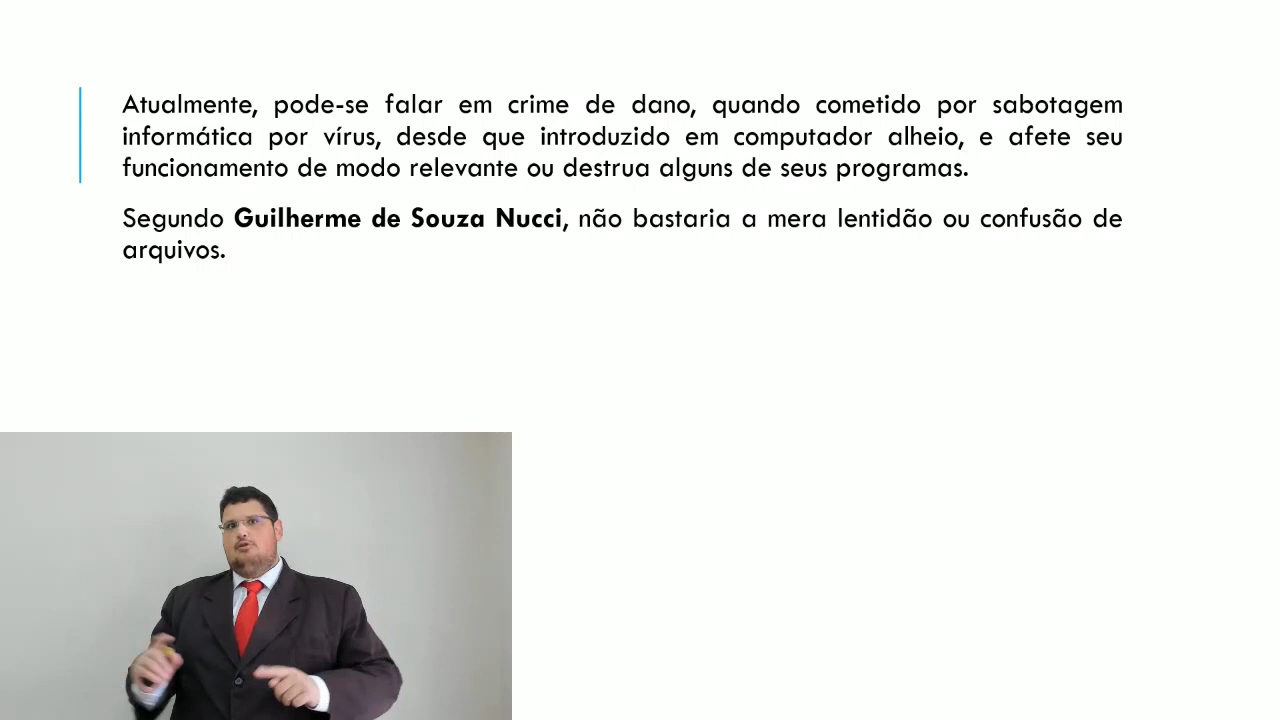 Atualmente, pode-se falar em crime de dano, quando cometido por sabotagem
informática por vírus, desde que introduzido em computador alheio, e afete seu
funcionamento de modo relevante ou destrua alguns de seus programas.
Segundo Guilherme de Souza Nucci, não bastaria a mera lentidão ou confusão de
arquivos.